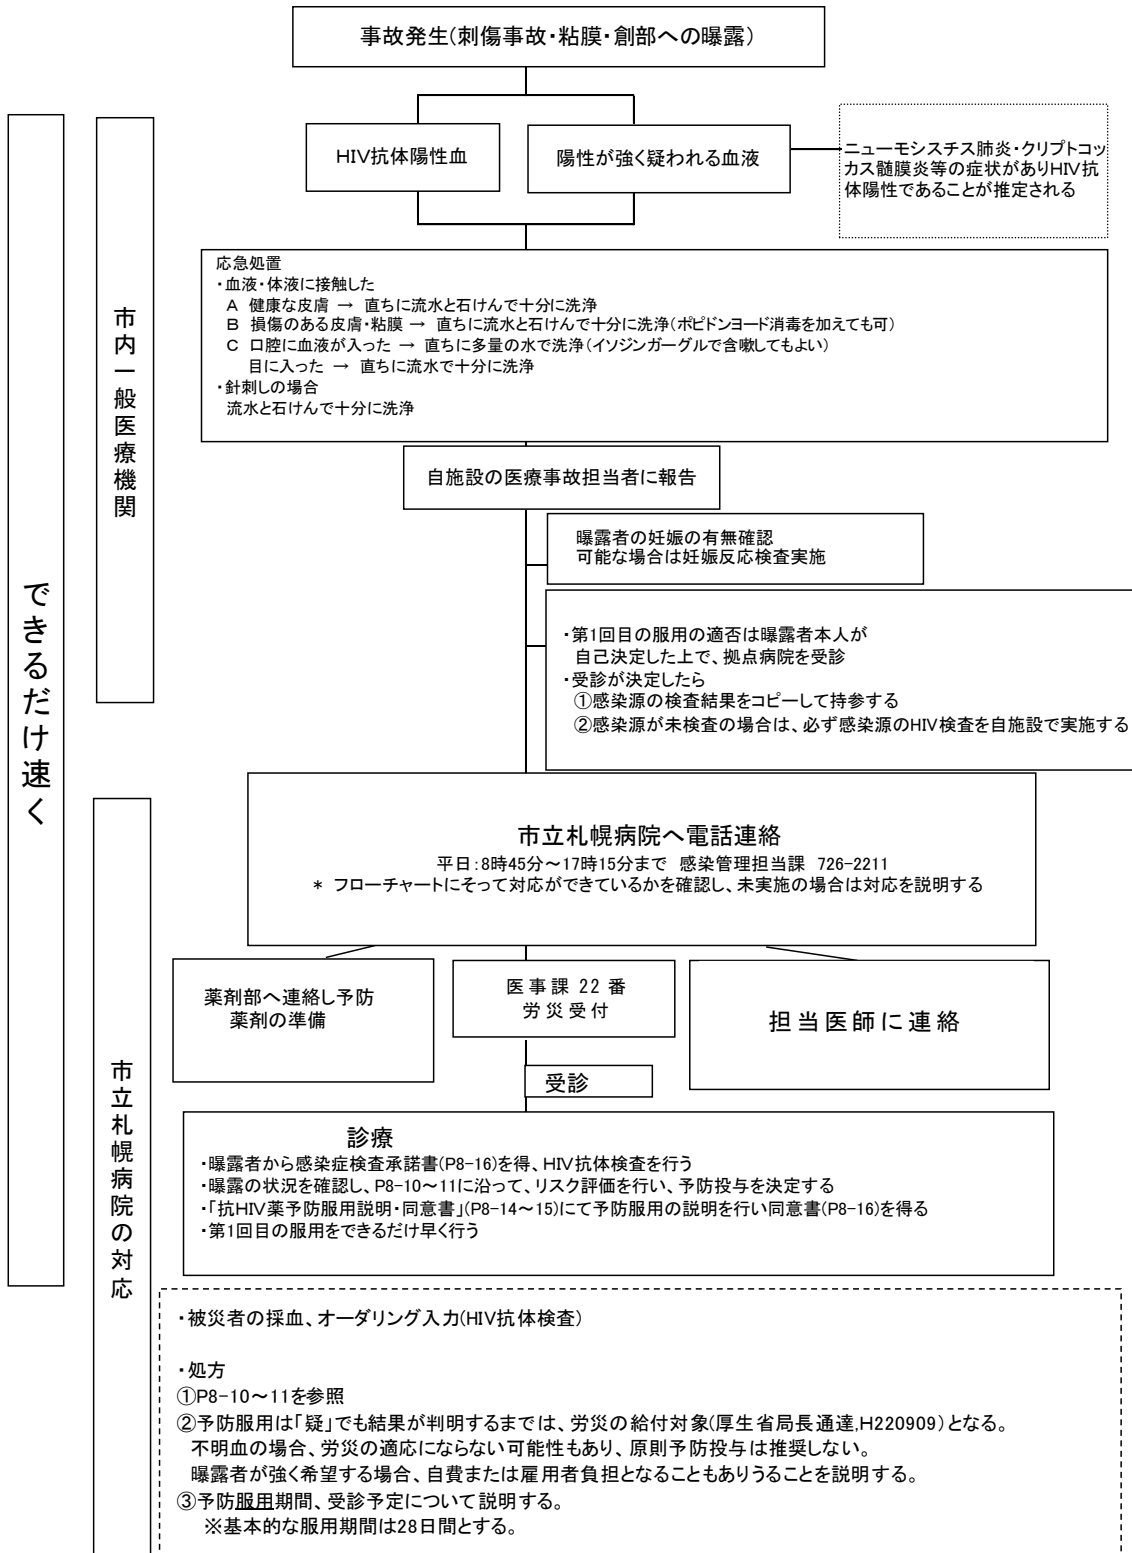 事故発生(刺傷事故・粘膜・創部への曝露)
HIV抗体陽性血
陽性が強く疑われる血液
ニューモシスチス肺炎・クリプトコッ
カス髄膜炎等の症状がありHIV抗
体陽性であることが推定される
できるだけ速く
市内一般医療機関
応急処置
・血液・体液に接触した
A 健康な皮膚 → 直ちに流水と石けんで十分に洗浄
B 損傷のある皮膚・粘膜 → 直ちに流水と石けんで十分に洗浄(ポピドンヨード消毒を加えても可)
C 口腔に血液が入った → 直ちに多量の水で洗浄(イソジンガーグルで含嗽してもよい)
目に入った → 直ちに流水で十分に洗浄
・針刺しの場合
流水と石けんで十分に洗浄
自施設の医療事故担当者に報告
曝露者の妊娠の有無確認
可能な場合は妊娠反応検査実施
・第1回目の服用の適否は曝露者本人が
自己決定した上で、拠点病院を受診
・受診が決定したら
①感染源の検査結果をコピーして持参する
②感染源が未検査の場合は、必ず感染源のHIV検査を自施設で実施する
市立札幌病院の対応
市立札幌病院へ電話連絡
平日:8時45分~17時15分まで 感染管理担当課 726-2211
* フローチャートにそって対応ができているかを確認し、未実施の場合は対応を説明する
薬剤部へ連絡し予防
薬剤の準備
医事課 22 番
労災受付
担当医師に連絡
受診
診療
・曝露者から感染症検査承諾書(P8-16)を得、HIV抗体検査を行う
・曝露の状況を確認し、P8-10~11に沿って、リスク評価を行い、予防投与を決定する
・「抗HIV薬予防服用説明・同意書」(P8-14~15)にて予防服用の説明を行い同意書(P8-16)を得る
・第1回目の服用をできるだけ早く行う
・被災者の採血、オーダリング入力(HIV抗体検査)
・処方
①P8-10~11を参照
②予防服用は「疑」でも結果が判明するまでは、労災の給付対象(厚生省局長通達,H220909)となる。
不明血の場合、労災の適応にならない可能性もあり、原則予防投与は推奨しない。
曝露者が強く希望する場合、自費または雇用者負担となることもありうることを説明する。
③予防服用期間、受診予定について説明する。
※基本的な服用期間は28日間とする。